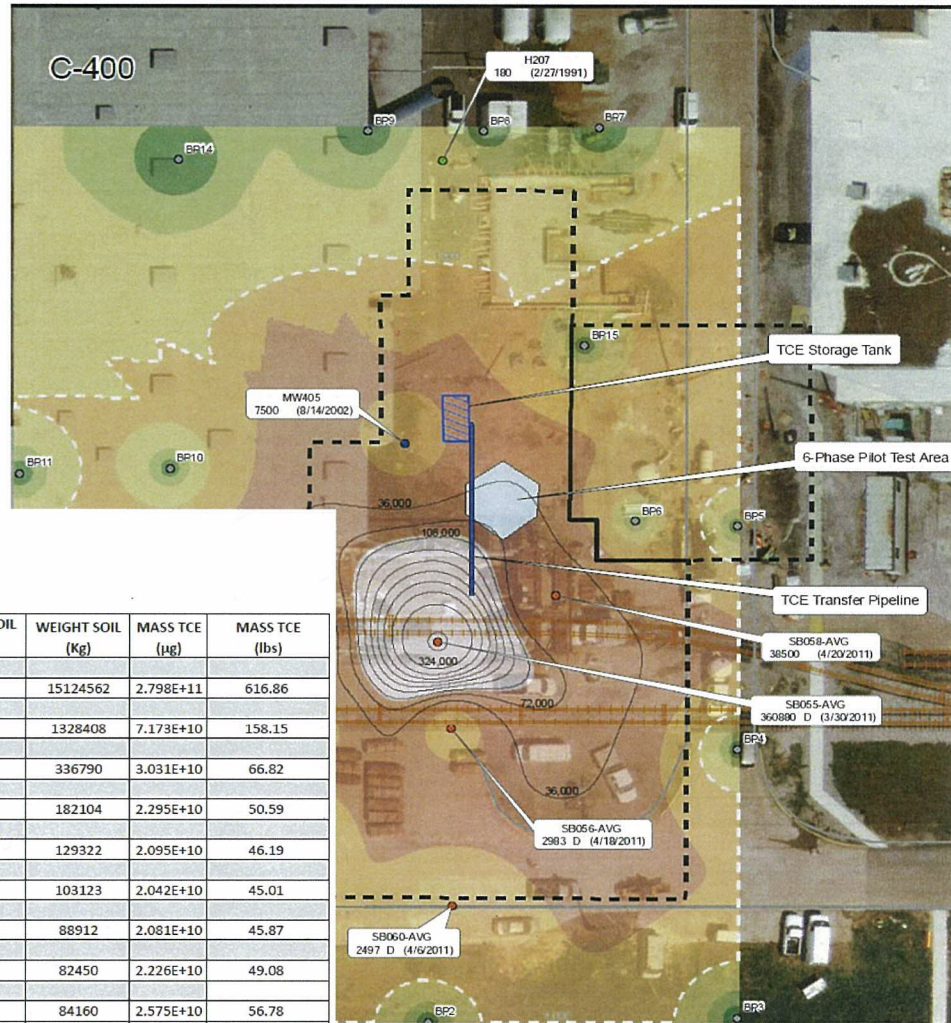 C-400
H207
180 (2/27/1991)
BP9
BP8
BP7
BP14
BP15
TCE Storage Tank
MW405
7500 (8/14/2002)
6-Phase Pilot Test Area
BP11
BP10
36,000
BP6
BP5
108,000
TCE Transfer Pipeline
SB058-AVG
38500 (4/20/2011)
324,000
72,000
SB055-AVG
360880 D (3/30/2011)
BP4
36,000
SB056-AVG
2983 D (4/18/2011)
SB060-AVG
2497 D (4/6/2011)
BP2
BP3
OIL WEIGHT SOIL MASS TCE MASS TCE
(Kg) (µg) (lbs)
15124562 2.798E+11 616.86
1328408 7.173E+10 158.15
336790 3.031E+10 66.82
182104 2.295E+10 50.59
129322 2.095E+10 46.19
103123 2.042E+10 45.01
88912 2.081E+10 45.87
82450 2.226E+10 49.08
84160 2.575E+10 56.78